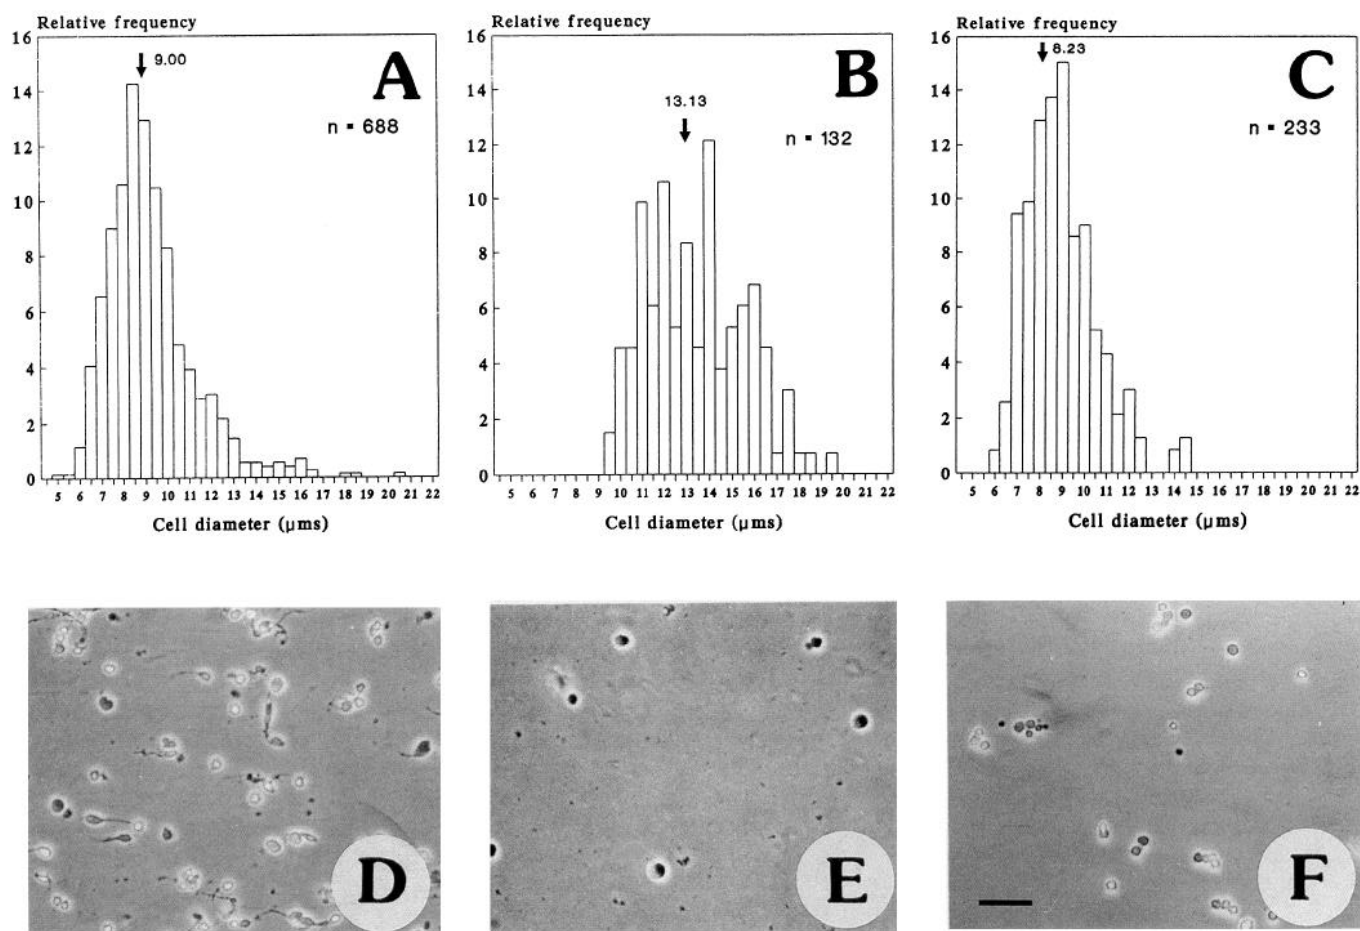 Relative frequency
16
14
12
10
8
6
4
2
0
9.00
A
n = 688
5 6 7 8 9 10 11 12 13 14 15 16 17 18 19 20 21 22
Cell diameter (μms)
Relative frequency
16
14
12
10
8
6
4
2
0
13.13
B
n = 132
5 6 7 8 9 10 11 12 13 14 15 16 17 18 19 20 21 22
Cell diameter (μms)
Relative frequency
16
14
12
10
8
6
4
2
0
8.23
C
n = 233
5 6 7 8 9 10 11 12 13 14 15 16 17 18 19 20 21 22
Cell diameter (μms)
D
E
F